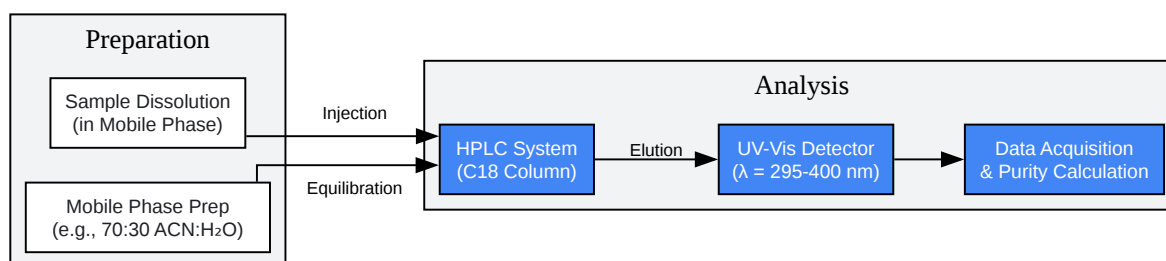 Preparation
Sample Dissolution
(in Mobile Phase)
Mobile Phase Prep
(e.g., 70:30 ACN:H₂O)
Injection
Equilibration
Analysis
HPLC System
(C18 Column)
Elution
UV-Vis Detector
(λ = 295-400 nm)
Data Acquisition
& Purity Calculation